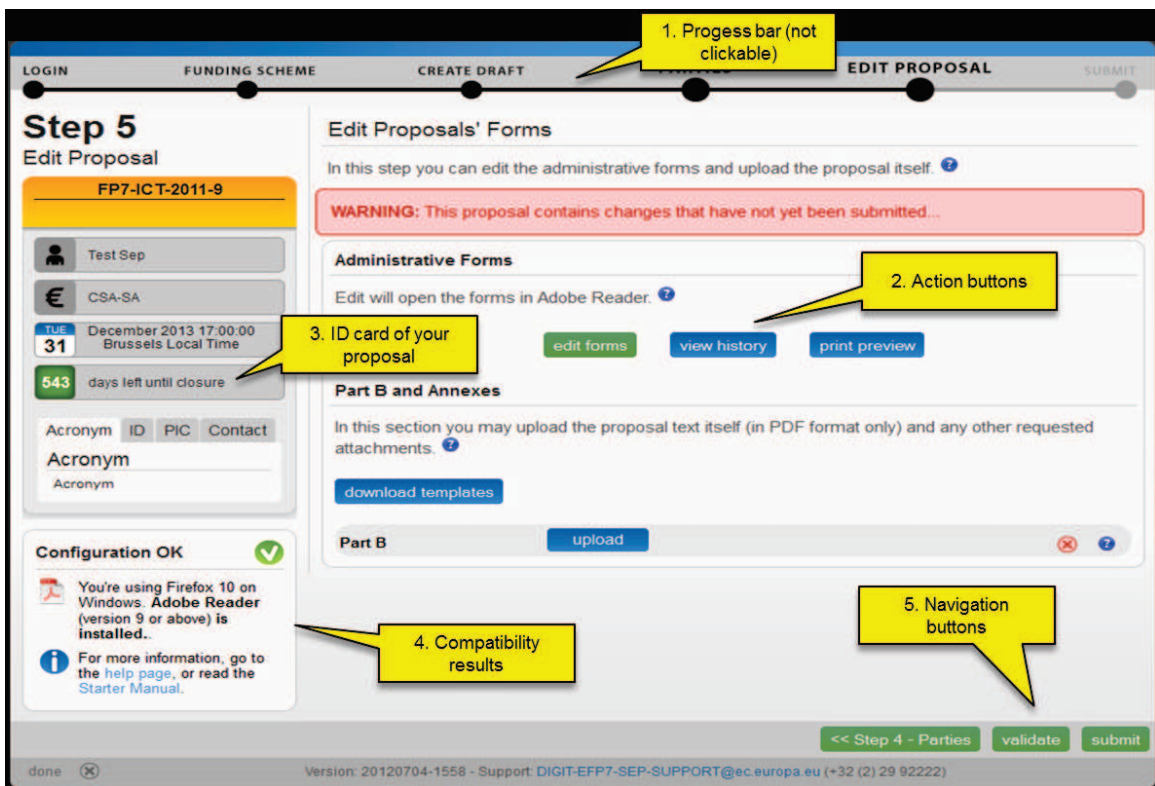 1. Progess bar (not
clickable)
LOGIN
FUNDING SCHEME
CREATE DRAFT
EDIT PROPOSAL
SUBMIT
Step 5
Edit Proposal
FP7-ICT-2011-9
Test Sep
€ CSA-SA
TUE
31
December 2013 17:00:00
Brussels Local Time
543 days left until closure
Acronym ID PIC Contact
Acronym
Acronym
3. ID card of your
proposal
Configuration OK
You're using Firefox 10 on
Windows. Adobe Reader
(version 9 or above) is
installed..
For more information, go to
the help page, or read the
Starter Manual.
4. Compatibility
results
Edit Proposals' Forms
In this step you can edit the administrative forms and upload the proposal itself. ?
WARNING: This proposal contains changes that have not yet been submitted...
Administrative Forms
2. Action buttons
Edit will open the forms in Adobe Reader. ?
edit forms view history print preview
Part B and Annexes
In this section you may upload the proposal text itself (in PDF format only) and any other requested
attachments. ?
download templates
Part B upload ?
5. Navigation
buttons
<< Step 4 - Parties validate submit
done
Version: 20120704-1558 - Support: DIGIT-EFP7-SEP-SUPPORT@ec.europa.eu (+32 (2) 29 92222)